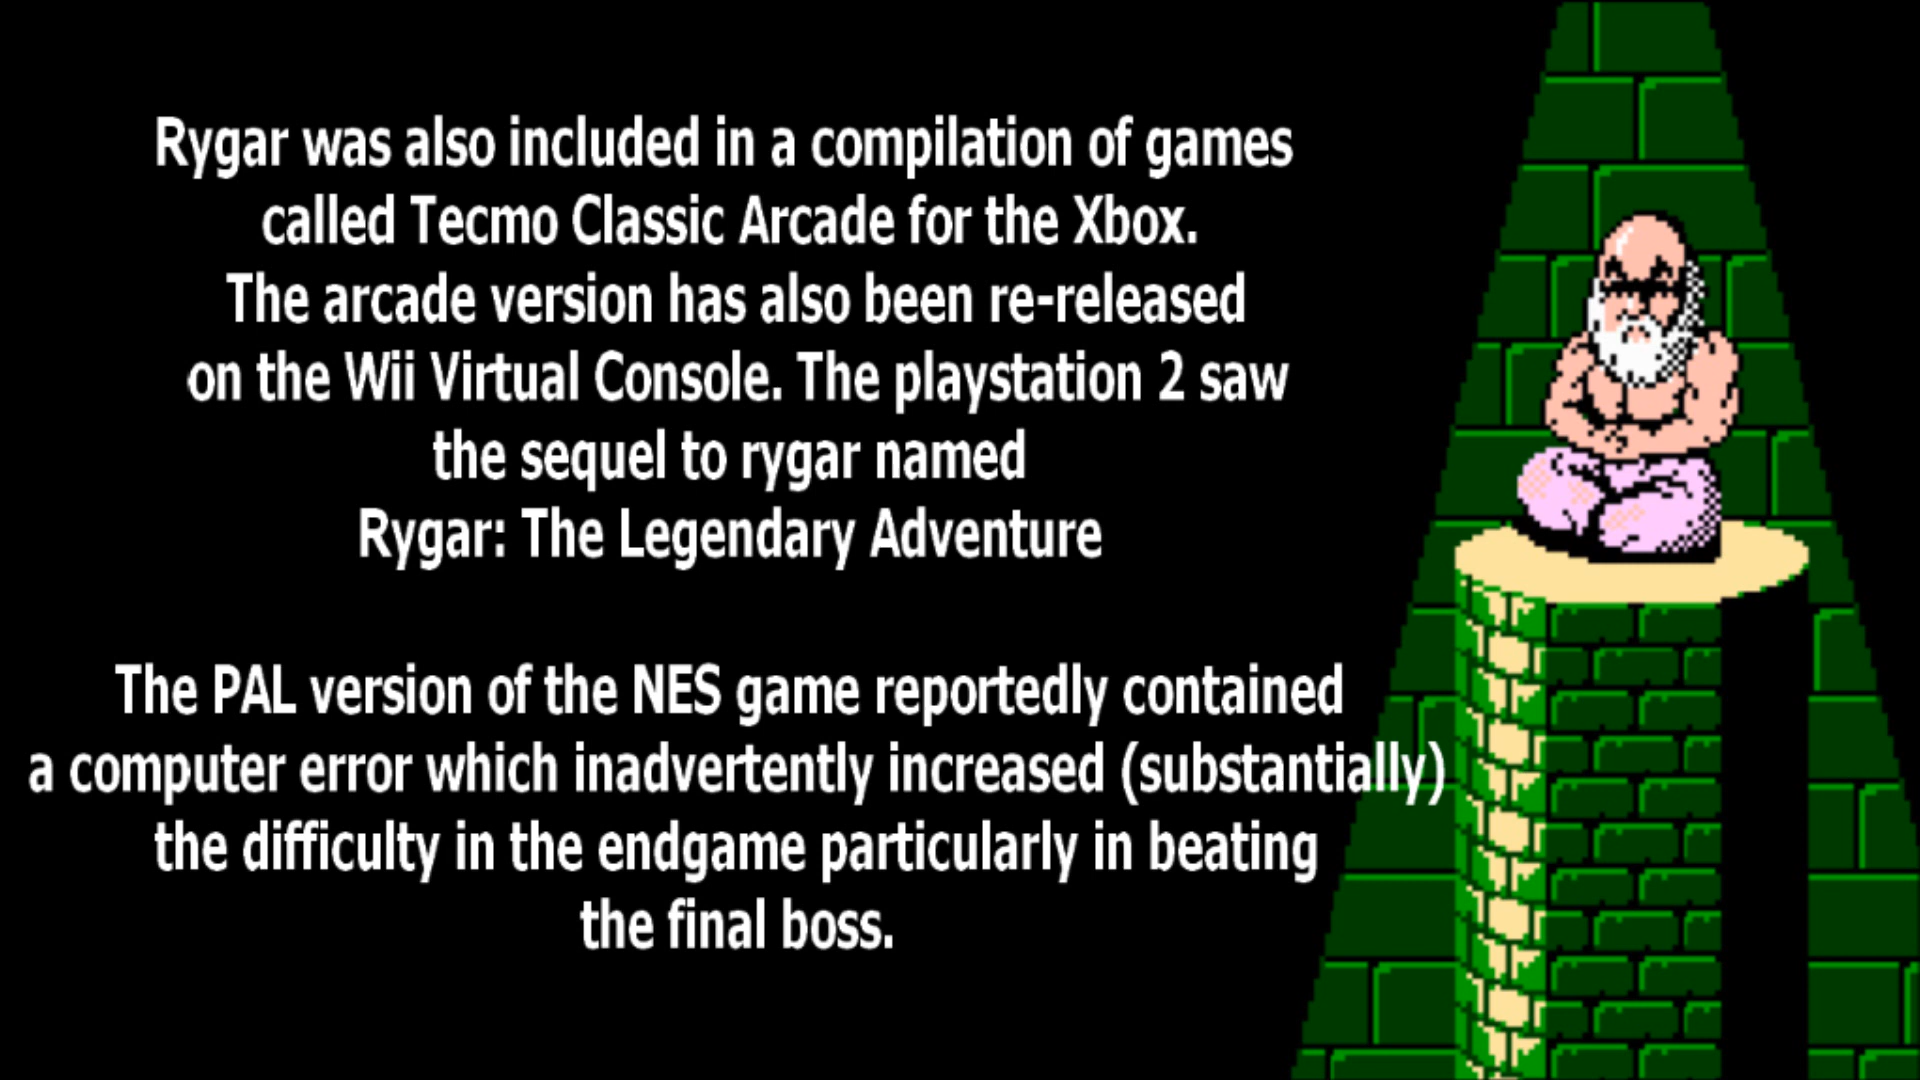 Rygar was also included in a compilation of games
called Tecmo Classic Arcade for the Xbox.
The arcade version has also been re-released
on the Wii Virtual Console. The playstation 2 saw
the sequel to rygar named
Rygar: The Legendary Adventure
The PAL version of the NES game reportedly contained
a computer error which inadvertently increased (substantially)
the difficulty in the endgame particularly in beating
the final boss.